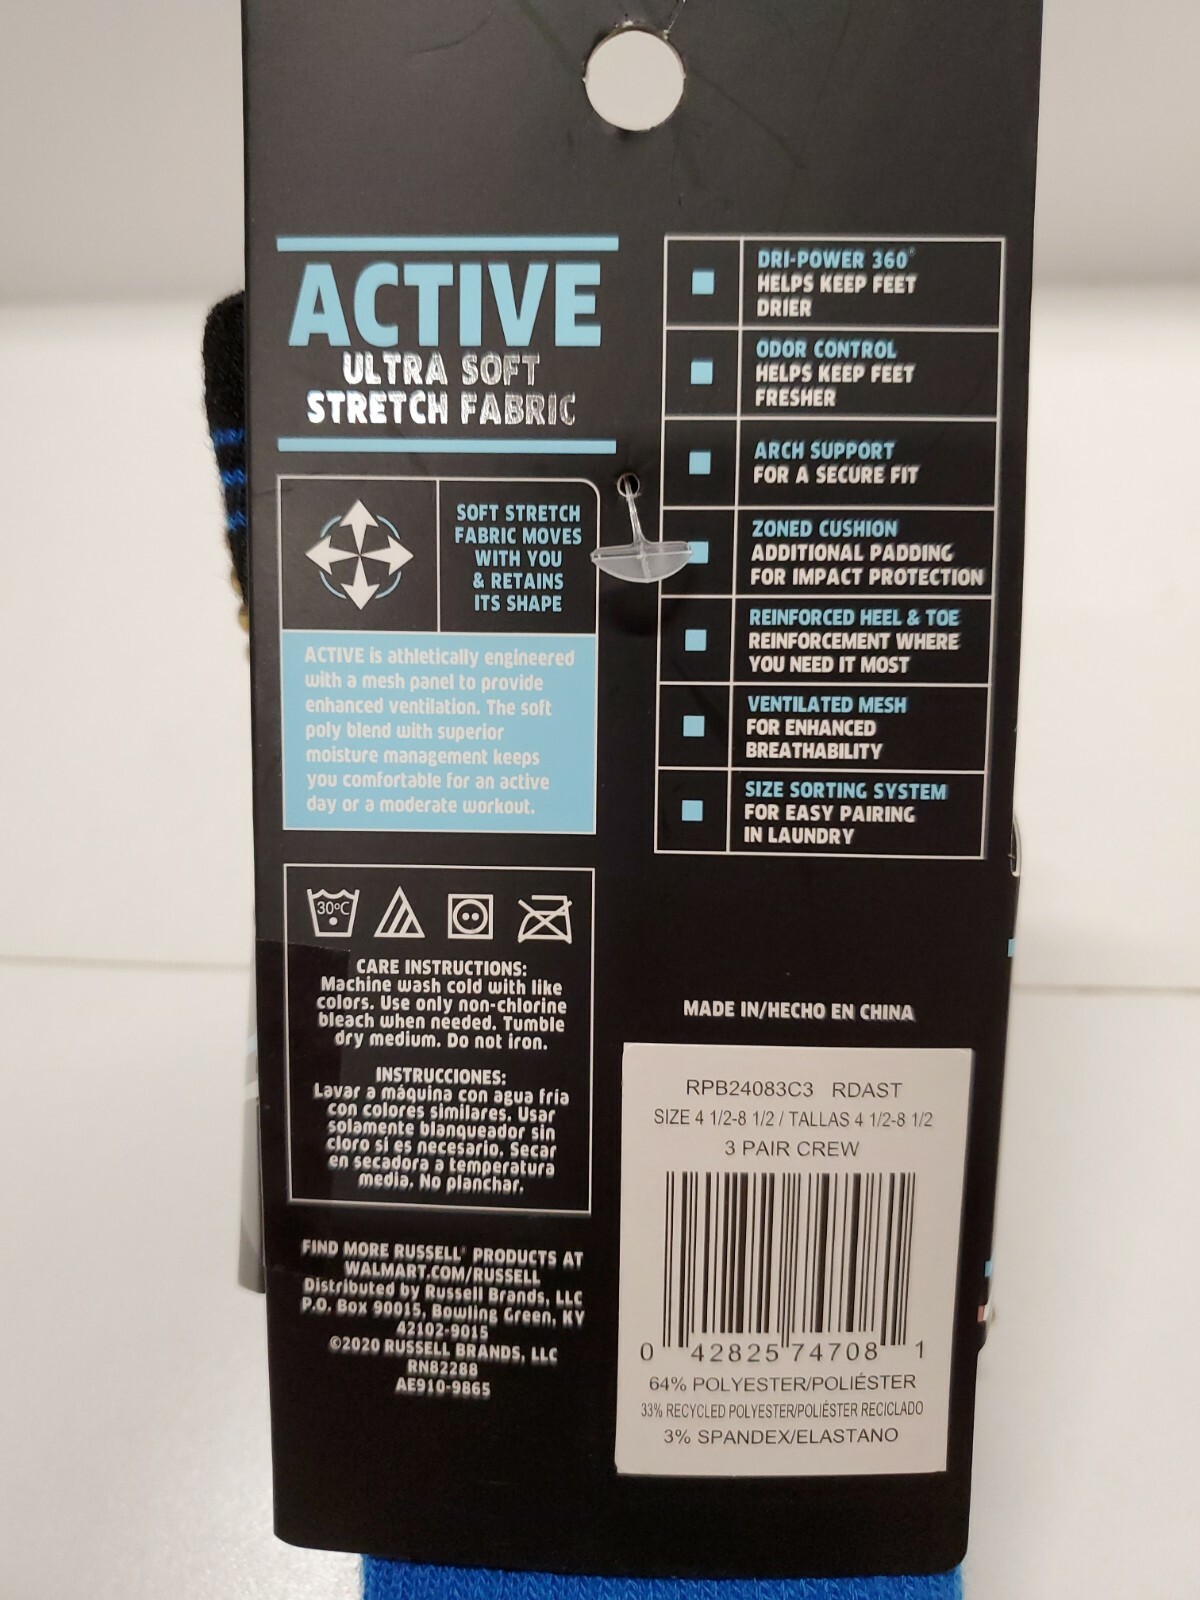 ACTIVE
ULTRA SOFT
STRETCH FABRIC
SOFT STRETCH
FABRIC MOVES
WITH YOU
& RETAINS
ITS SHAPE
ACTIVE is athletically engineered
with a mesh panel to provide
enhanced ventilation. The soft
poly blend with superior
moisture management keeps
you comfortable for an active
day or a moderate workout.
30°C
CARE INSTRUCTIONS:
Machine wash cold with like
colors. Use only non-chlorine
bleach when needed. Tumble
dry medium. Do not iron.
INSTRUCCIONES:
Lavar a máquina con agua fría
con colores similares. Usar
solamente blanqueador sin
cloro si es necesario. Secar
en secadora a temperatura
media. No planchar.
FIND MORE RUSSELL® PRODUCTS AT
WALMART.COM/RUSSELL
Distributed by Russell Brands, LLC
P.O. Box 90015, Bowling Green, KY
42102-9015
©2020 RUSSELL BRANDS, LLC
RN82288
AE910-9865
DRI-POWER 360°
HELPS KEEP FEET
DRIER
ODOR CONTROL
HELPS KEEP FEET
FRESHER
ARCH SUPPORT
FOR A SECURE FIT
ZONED CUSHION
ADDITIONAL PADDING
FOR IMPACT PROTECTION
REINFORCED HEEL & TOE
REINFORCEMENT WHERE
YOU NEED IT MOST
VENTILATED MESH
FOR ENHANCED
BREATHABILITY
SIZE SORTING SYSTEM
FOR EASY PAIRING
IN LAUNDRY
MADE IN/HECHO EN CHINA
RPB24083C3 RDAST
SIZE 4 1/2-8 1/2 / TALLAS 4 1/2-8 1/2
3 PAIR CREW
0 42825 74708 1
64% POLYESTER/POLIÉSTER
33% RECYCLED POLYESTER/POLIÉSTER RECICLADO
3% SPANDEX/ELASTANO